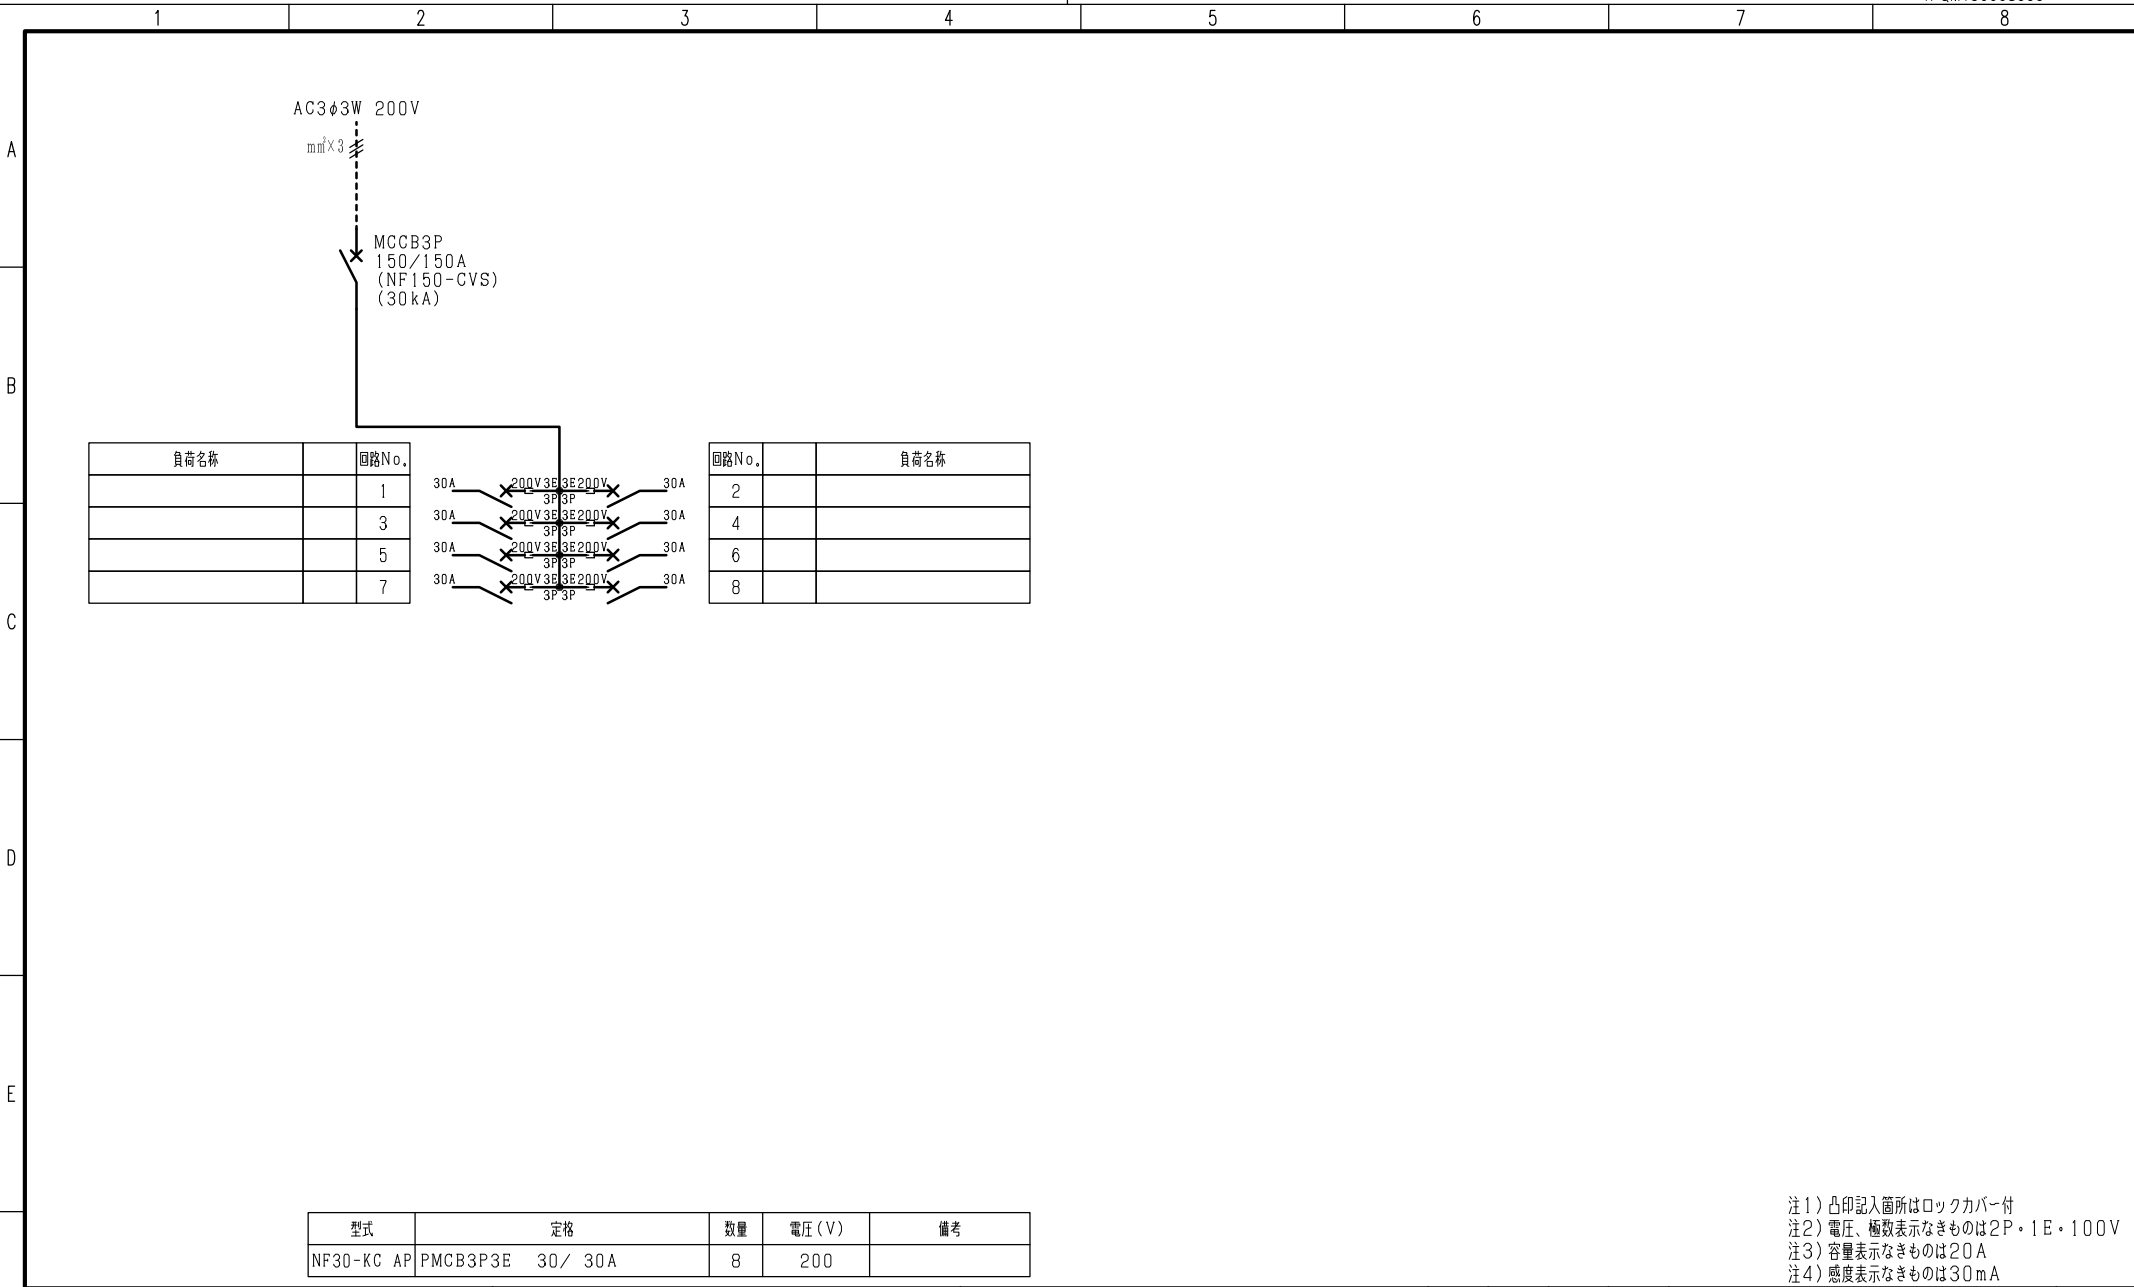 1 2 3 4 5 6 7 8
A
AC3φ3W 200V
mm²×3
MCCB3P
150/150A
(NF150-CVS)
(30kA)
B
負荷名称 回路No. 回路No. 負荷名称
1 30A 200V 3E 3E 200V 30A 2
3P 3P
3 30A 200V 3E 3E 200V 30A 4
3P 3P
5 30A 200V 3E 3E 200V 30A 6
3P 3P
7 30A 200V 3E 3E 200V 30A 8
3P 3P
C
D
E
型式 定格 数量 電圧(V) 備考
NF30-KC AP PMCB3P3E 30/ 30A 8 200
注1)凸印記入箇所はロックカバー付
注2)電圧、極数表示なきものは2P・1E・100V
注3)容量表示なきものは20A
注4)感度表示なきものは30mA